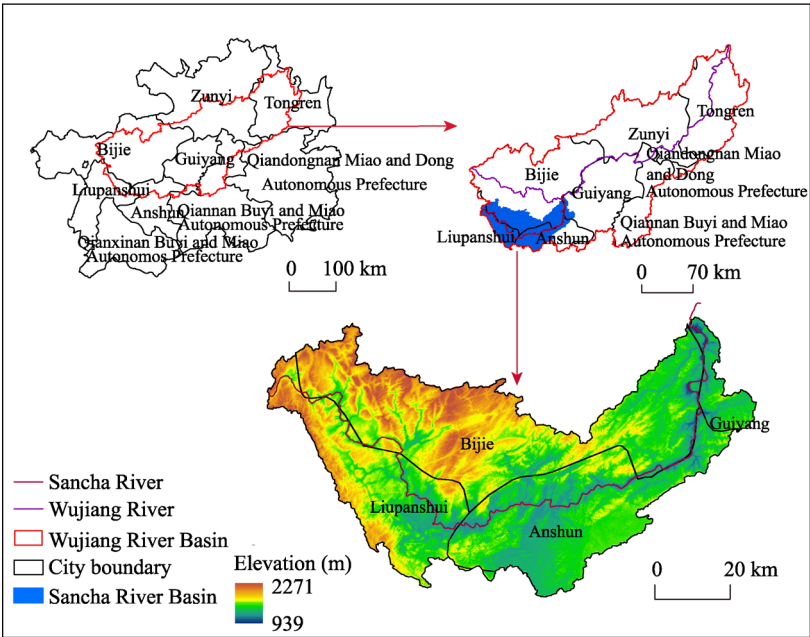 Zunyi
Tongren
Bijie
Guiyang
Qiandongnan Miao and Dong
Autonomous Prefecture
Liupanshui
Anshun
Qiannan Buyi and Miao
Autonomous Prefecture
Qianxinan Buyi and Miao
Autonomos Prefecture
0 100 km
Tongren
Zunyi
Qiandongnan Miao
and Dong
Autonomous Prefecture
Bijie
Guiyang
Qiannan Buyi and Miao
Autonomous Prefecture
Liupanshui
Anshun
0 70 km
Bijie
Guiyang
Liupanshui
Anshun
Sancha River
Wujiang River
Wujiang River Basin
City boundary
Sancha River Basin
Elevation (m)
2271
939
0 20 km